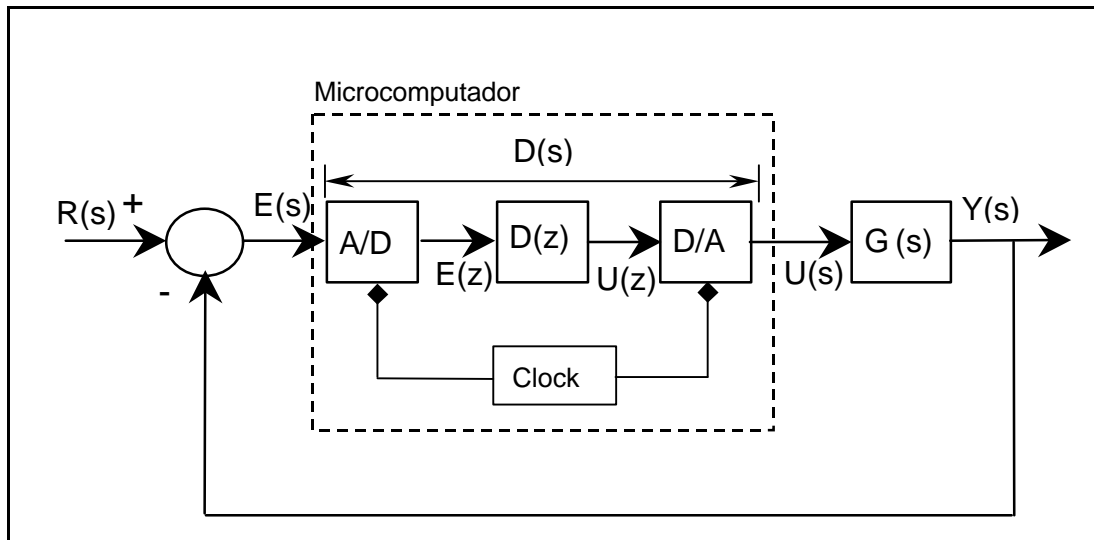 Microcomputador
D(s)
R(s) +
E(s)
A/D
D(z)
D/A
G(s)
Y(s)
-
E(z)
U(z)
U(s)
Clock